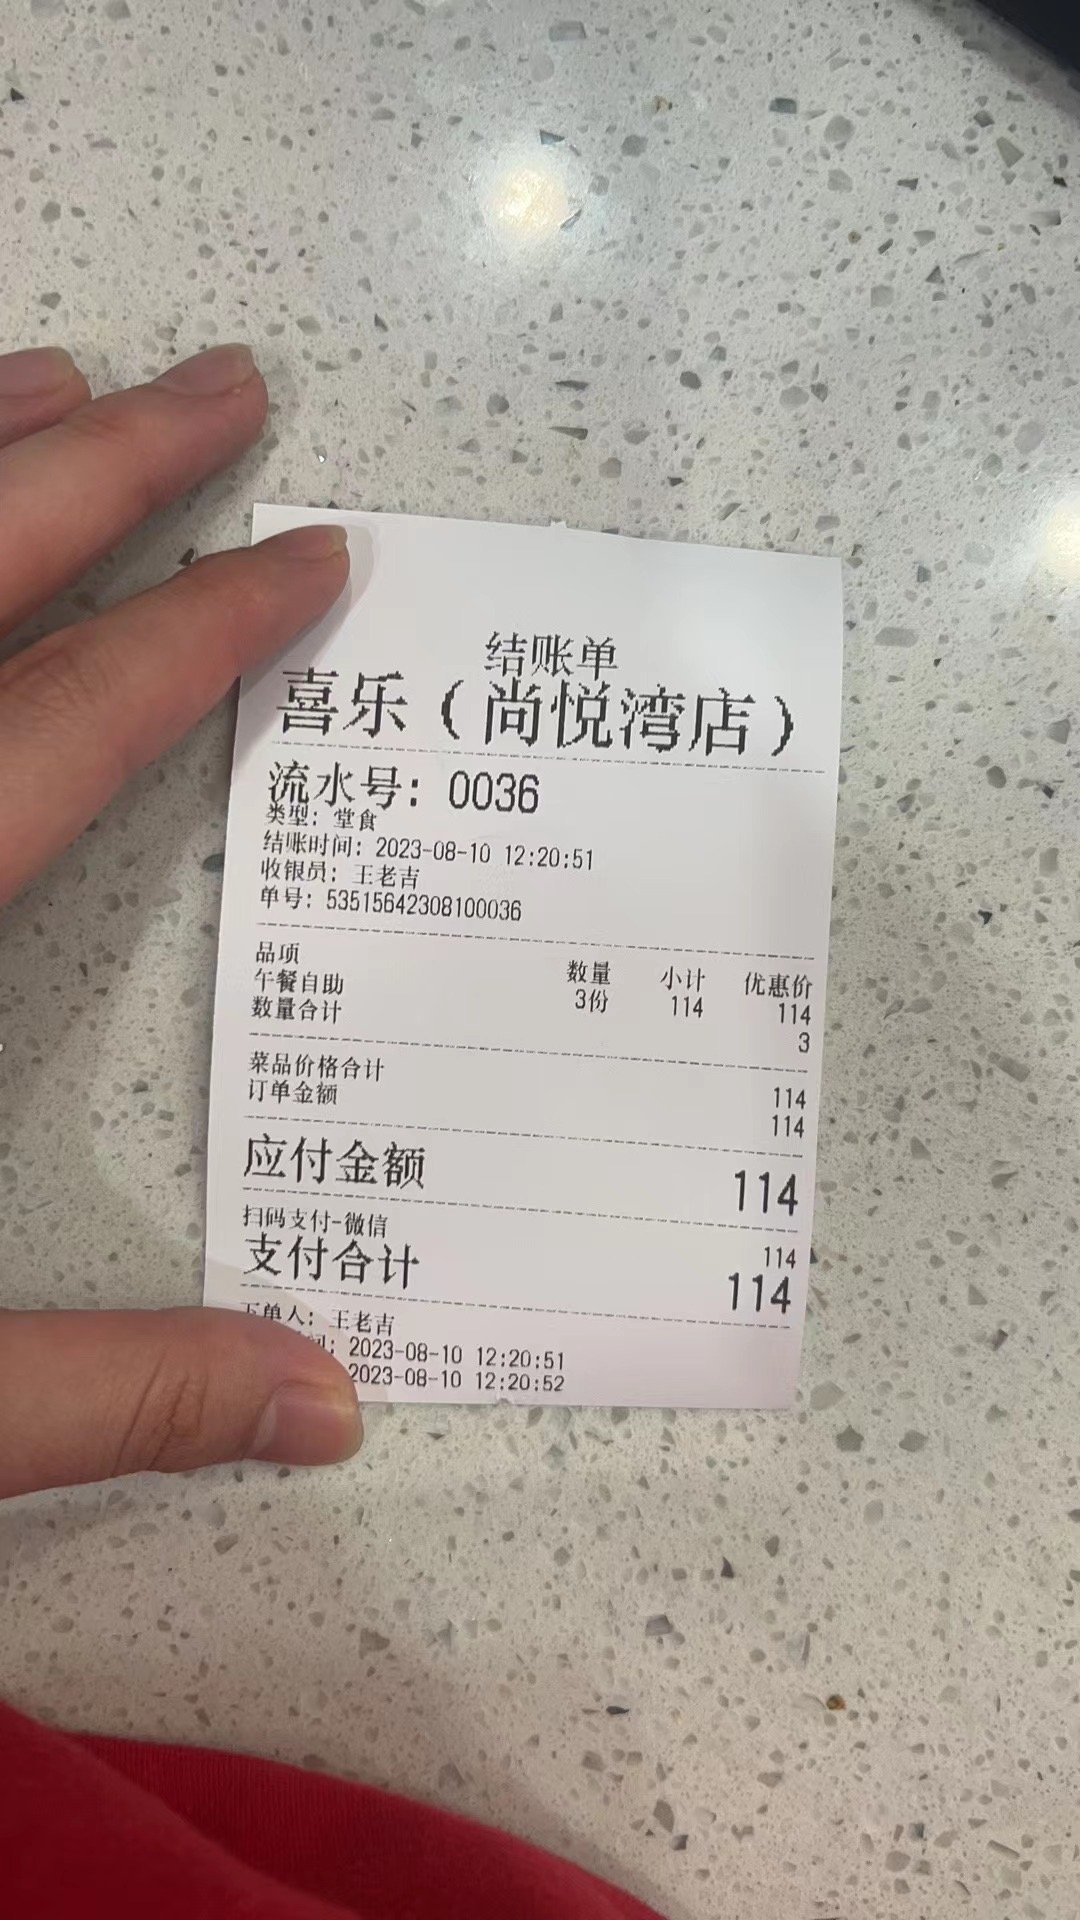 结账单
喜乐（尚悦湾店）
流水号：0036
类型：堂食
结账时间：2023-08-10 12:20:51
收银员：王老吉
单号：53515642308100036
品项 数量 小计 优惠价
午餐自助 3份 114 114
数量合计 3
菜品价格合计 114
订单金额 114
应付金额 114
扫码支付-微信 114
支付合计 114
下单人：王老吉
间：2023-08-10 12:20:51
2023-08-10 12:20:52